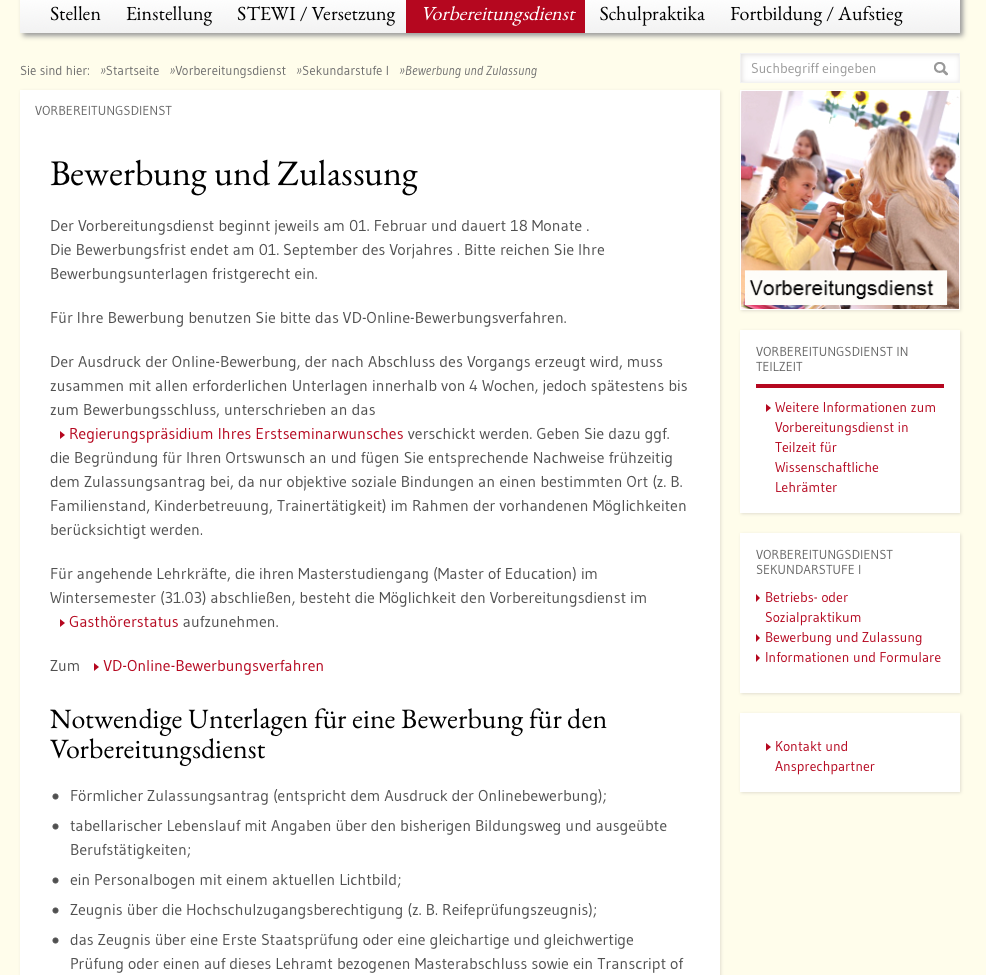 Stellen Einstellung STEWI / Versetzung Vorbereitungsdienst Schulpraktika Fortbildung / Aufstieg
Sie sind hier: »Startseite »Vorbereitungsdienst »Sekundarstufe I »Bewerbung und Zulassung
Suchbegriff eingeben
VORBEREITUNGSDIENST
Bewerbung und Zulassung
Der Vorbereitungsdienst beginnt jeweils am 01. Februar und dauert 18 Monate .
Die Bewerbungsfrist endet am 01. September des Vorjahres . Bitte reichen Sie Ihre
Bewerbungsunterlagen fristgerecht ein.
Für Ihre Bewerbung benutzen Sie bitte das VD-Online-Bewerbungsverfahren.
Der Ausdruck der Online-Bewerbung, der nach Abschluss des Vorgangs erzeugt wird, muss
zusammen mit allen erforderlichen Unterlagen innerhalb von 4 Wochen, jedoch spätestens bis
zum Bewerbungsschluss, unterschrieben an das
Regierungspräsidium Ihres Erstseminarwunsches verschickt werden. Geben Sie dazu ggf.
die Begründung für Ihren Ortswunsch an und fügen Sie entsprechende Nachweise frühzeitig
dem Zulassungsantrag bei, da nur objektive soziale Bindungen an einen bestimmten Ort (z. B.
Familienstand, Kinderbetreuung, Trainertätigkeit) im Rahmen der vorhandenen Möglichkeiten
berücksichtigt werden.
Für angehende Lehrkräfte, die ihren Masterstudiengang (Master of Education) im
Wintersemester (31.03) abschließen, besteht die Möglichkeit den Vorbereitungsdienst im
Gasthörerstatus aufzunehmen.
Zum VD-Online-Bewerbungsverfahren
Notwendige Unterlagen für eine Bewerbung für den
Vorbereitungsdienst
• Förmlicher Zulassungsantrag (entspricht dem Ausdruck der Onlinebewerbung);
• tabellarischer Lebenslauf mit Angaben über den bisherigen Bildungsweg und ausgeübte
Berufstätigkeiten;
• ein Personalbogen mit einem aktuellen Lichtbild;
• Zeugnis über die Hochschulzugangsberechtigung (z. B. Reifeprüfungszeugnis);
• das Zeugnis über eine Erste Staatsprüfung oder eine gleichartige und gleichwertige
Prüfung oder einen auf dieses Lehramt bezogenen Masterabschluss sowie ein Transcript of
Vorbereitungsdienst
VORBEREITUNGSDIENST IN
TEILZEIT
Weitere Informationen zum
Vorbereitungsdienst in
Teilzeit für
Wissenschaftliche
Lehrämter
VORBEREITUNGSDIENST
SEKUNDARSTUFE I
Betriebs- oder
Sozialpraktikum
Bewerbung und Zulassung
Informationen und Formulare
Kontakt und
Ansprechpartner